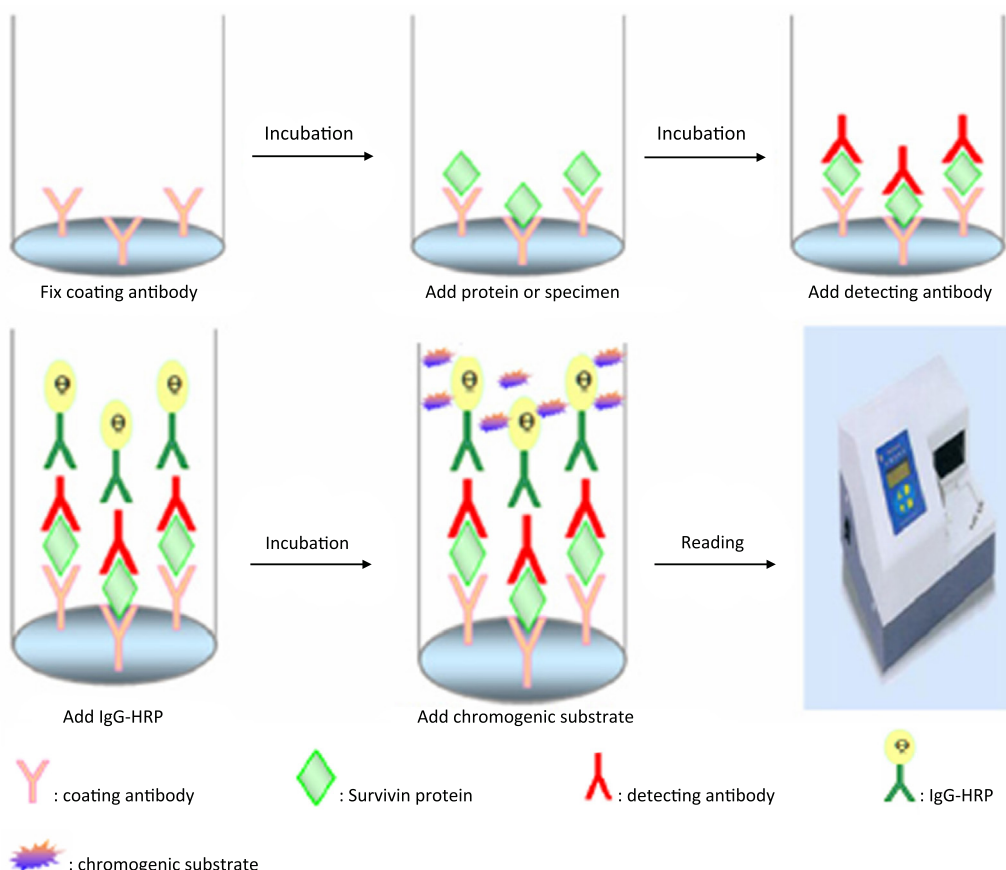 Incubation
Incubation
Fix coating antibody
Add protein or specimen
Add detecting antibody
Incubation
Reading
Add IgG-HRP
Add chromogenic substrate
: coating antibody
: Survivin protein
: detecting antibody
: IgG-HRP
: chromogenic substrate